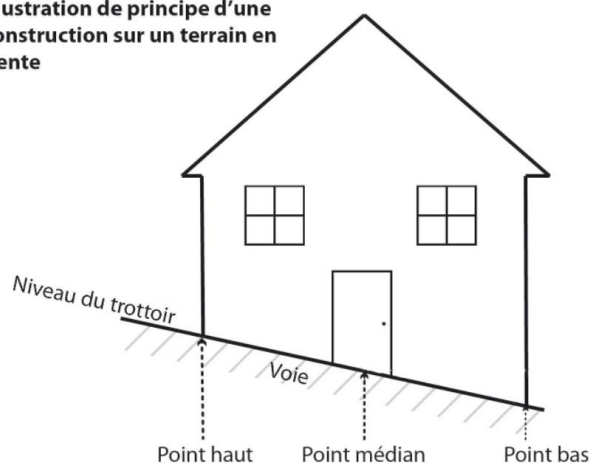 ustration de principe d'une
onstruction sur un terrain en
ente
Niveau du trottoir
Voie
Point haut
Point médian
Point bas